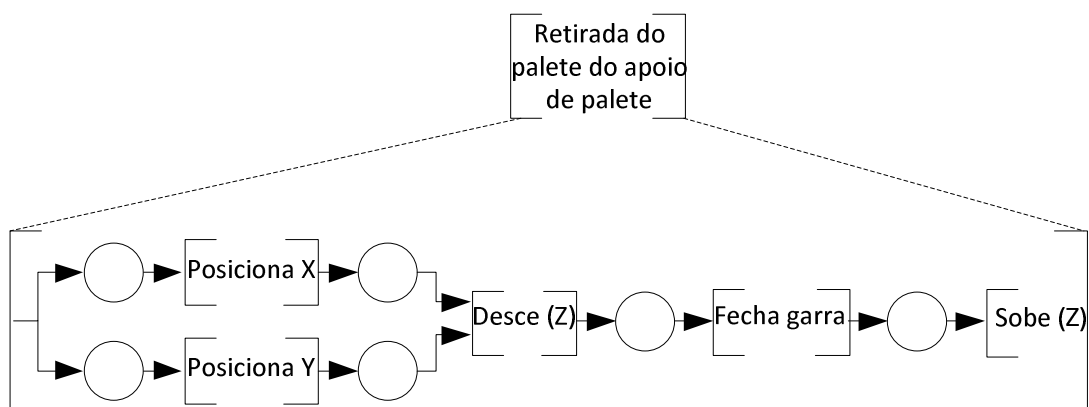 Retirada do
palete do apoio
de palete
Posiciona X
Desce (Z)
Fecha garra
Sobe (Z)
Posiciona Y